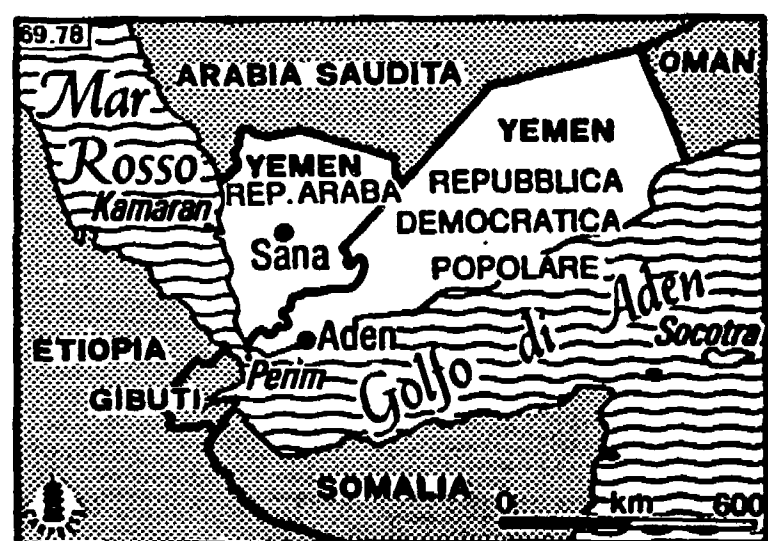 69.78
ARABIA SAUDITA
OMAN
Mar
Rosso
Kamaran
YEMEN
REP. ARABA
Sana
YEMEN
REPUBBLICA
DEMOCRATICA
POPOLARE
Aden
Golfo di Aden
Socotra
Perim
ETIOPIA
GIBUTI
SOMALIA
0 km 600